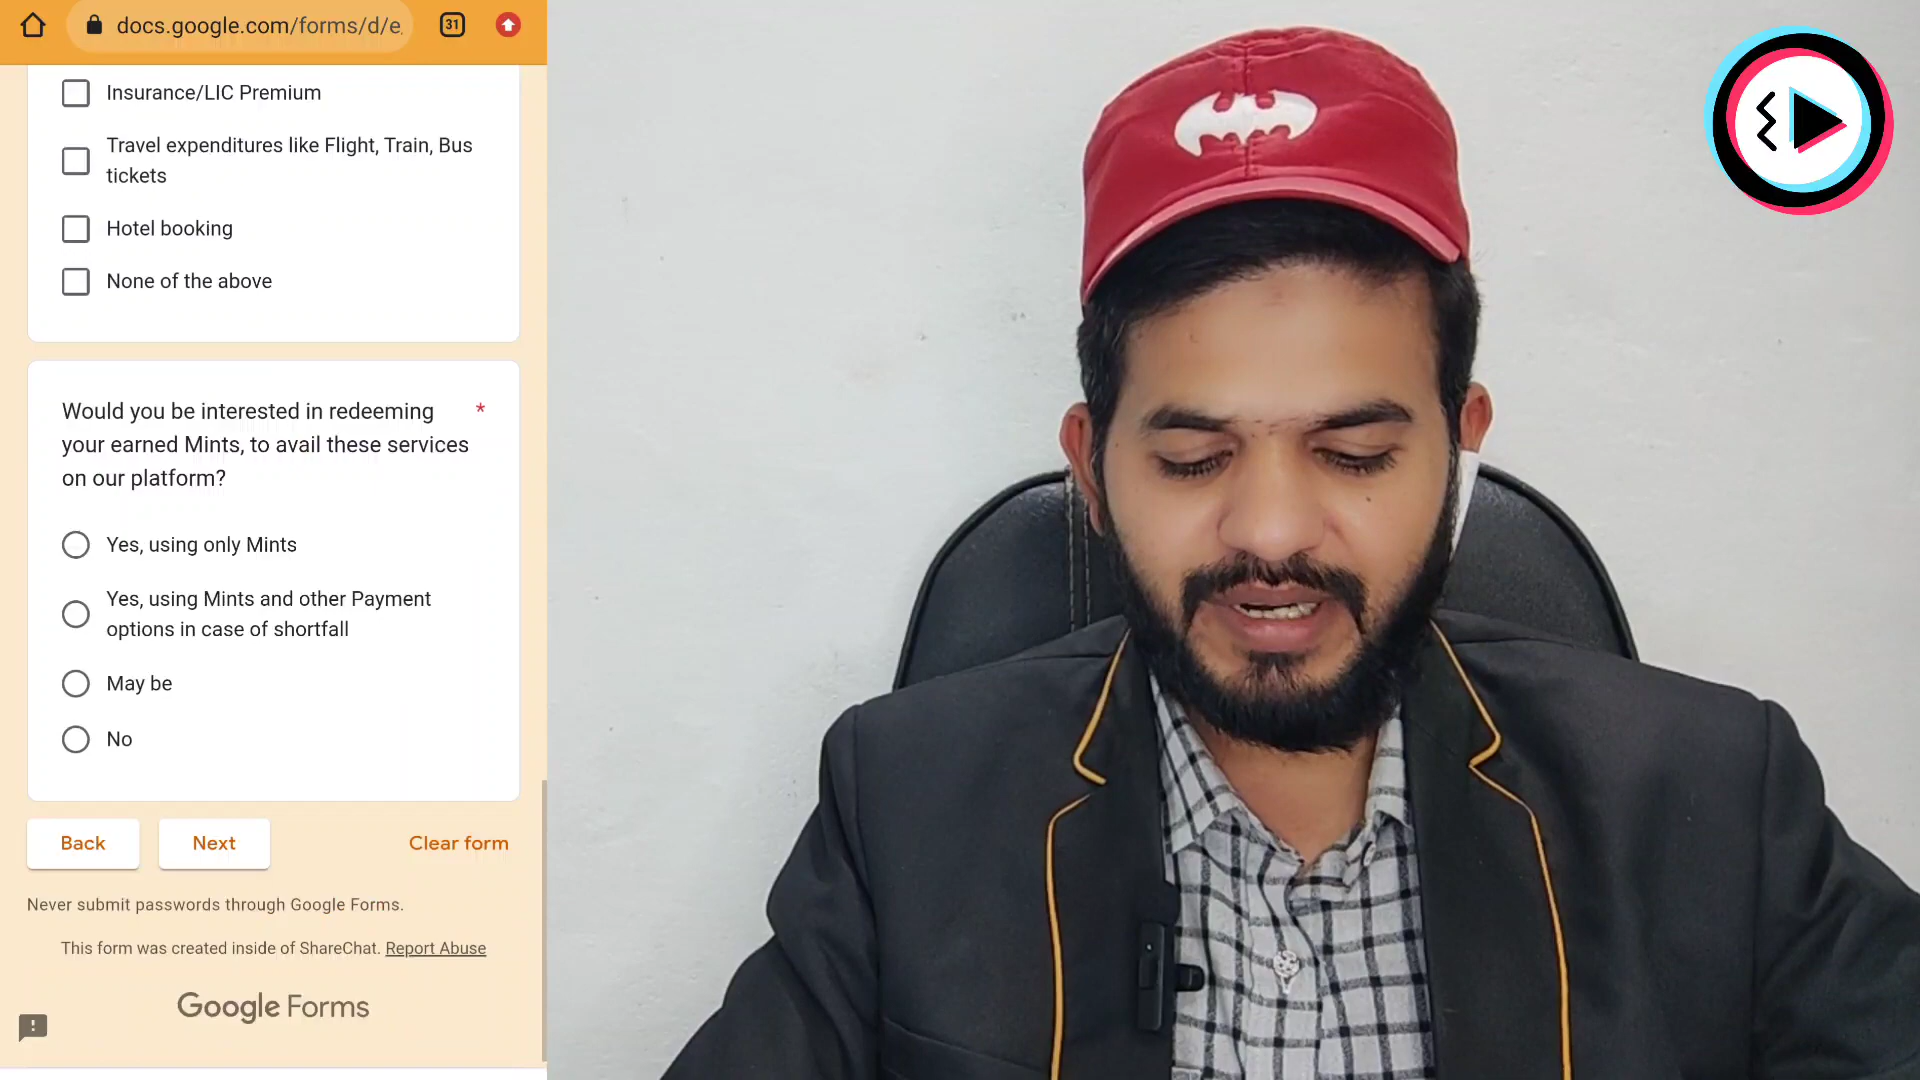 docs.google.com/forms/d/e
31
Insurance/LIC Premium
Travel expenditures like Flight, Train, Bus
tickets
Hotel booking
None of the above
Would you be interested in redeeming *
your earned Mints, to avail these services
on our platform?
Yes, using only Mints
Yes, using Mints and other Payment
options in case of shortfall
May be
No
Back Next Clear form
Never submit passwords through Google Forms.
This form was created inside of ShareChat. Report Abuse
Google Forms